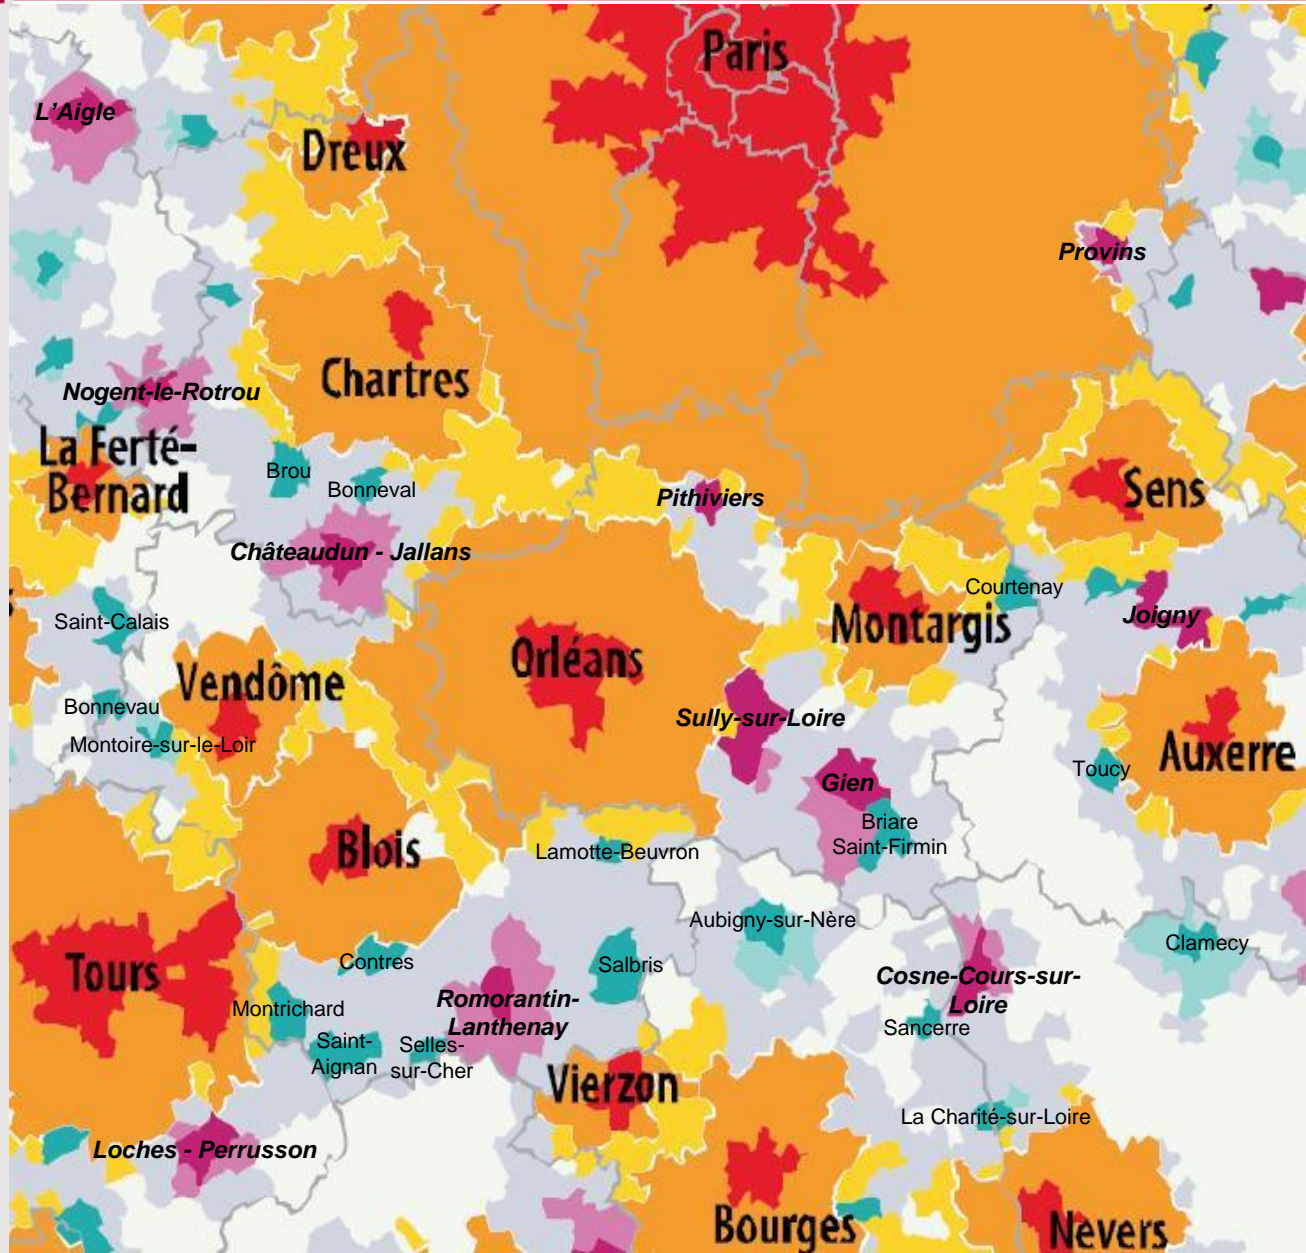 Paris
L'Aigle
Dreux
Provins
Chartres
Nogent-le-Rotrou
La Ferté-
Bernard
Brou
Bonneval
Pithiviers
Sens
Châteaudun - Jallans
Courtenay
Joigny
Saint-Calais
Montargis
Orléans
Vendôme
Bonnevau
Sully-sur-Loire
Montoire-sur-le-Loir
Auxerre
Toucy
Gien
Briare
Saint-Firmin
Blois
Lamotte-Beuvron
Aubigny-sur-Nère
Clamecy
Tours
Contres
Salbris
Cosne-Cours-sur-
Loire
Romorantin-
Lanthenay
Montrichard
Sancerre
Saint-
Aignan
Selles-
sur-Cher
Vierzon
La Charité-sur-Loire
Loches - Perrusson
Bourges
Nevers